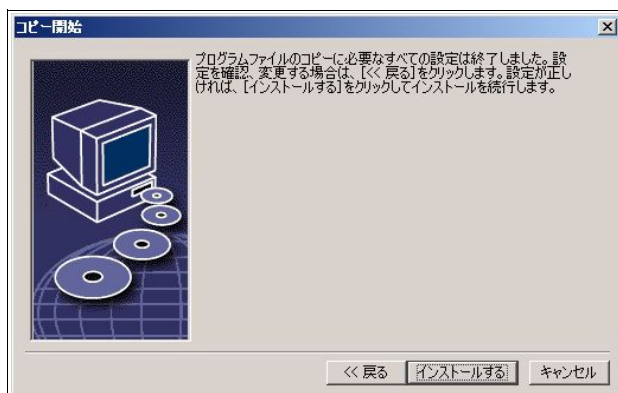 コピー開始
プログラムファイルのコピーに必要なすべての設定は終了しました。設
定を確認、変更する場合は、[<< 戻る]をクリックします。設定が正し
ければ、[インストールする]をクリックしてインストールを続行します。
<< 戻る
インストールする
キャンセル